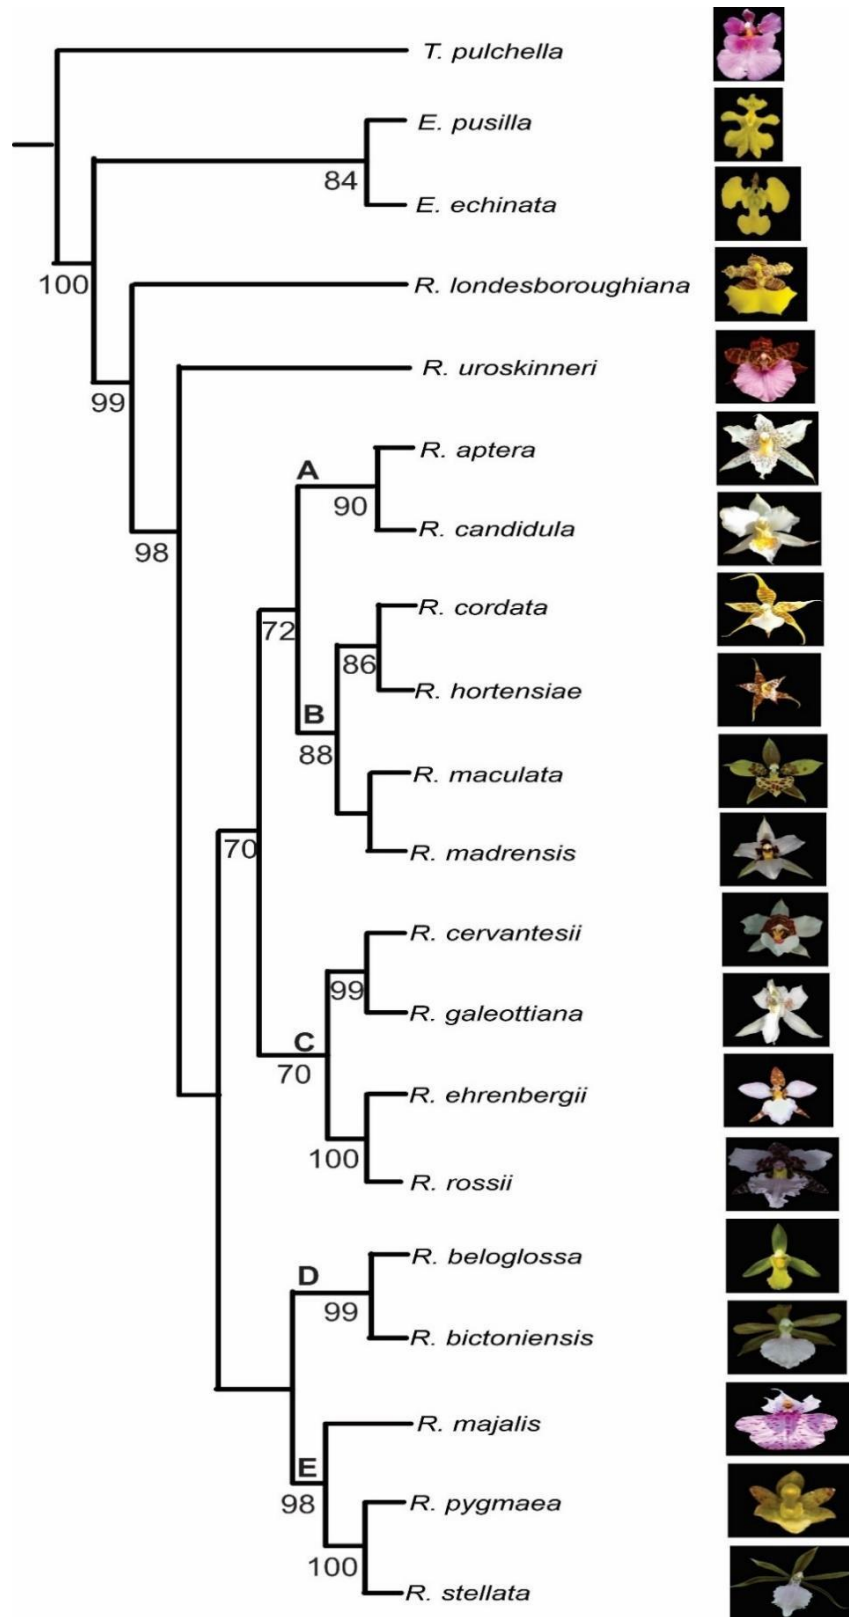 T. pulchella
E. pusilla
84
E. echinata
100
R. londesboroughiana
R. uroskinneri
99
R. aptera
A
90
R. candidula
98
R. cordata
72
86
R. hortensiae
B
88
R. maculata
70
R. madrensis
R. cervantesii
99
R. galeottiana
C
70
R. ehrenbergii
100
R. rossii
R. beloglossa
D
99
R. bictoniensis
R. majalis
E
98
R. pygmaea
100
R. stellata